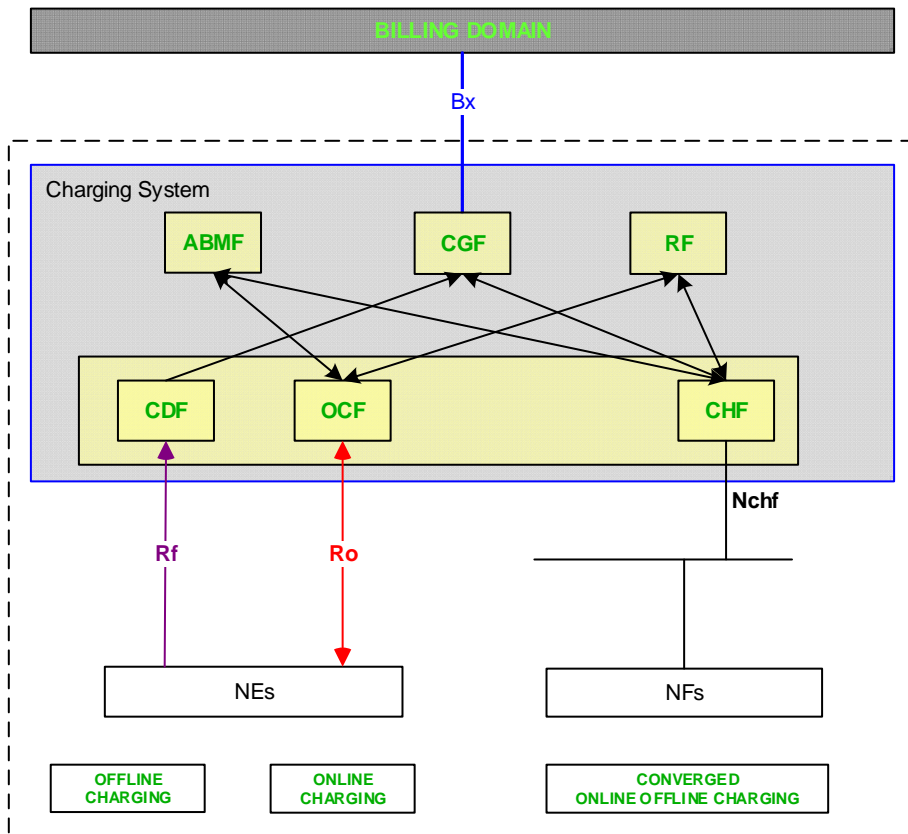 BILLING DOMAIN
Bx
Charging System
ABMF
CGF
RF
CDF
OCF
CHF
Nchf
Rf
Ro
NEs
NFs
OFFLINE
CHARGING
ONLINE
CHARGING
CONVERGED
ONLINE OFFLINE CHARGING